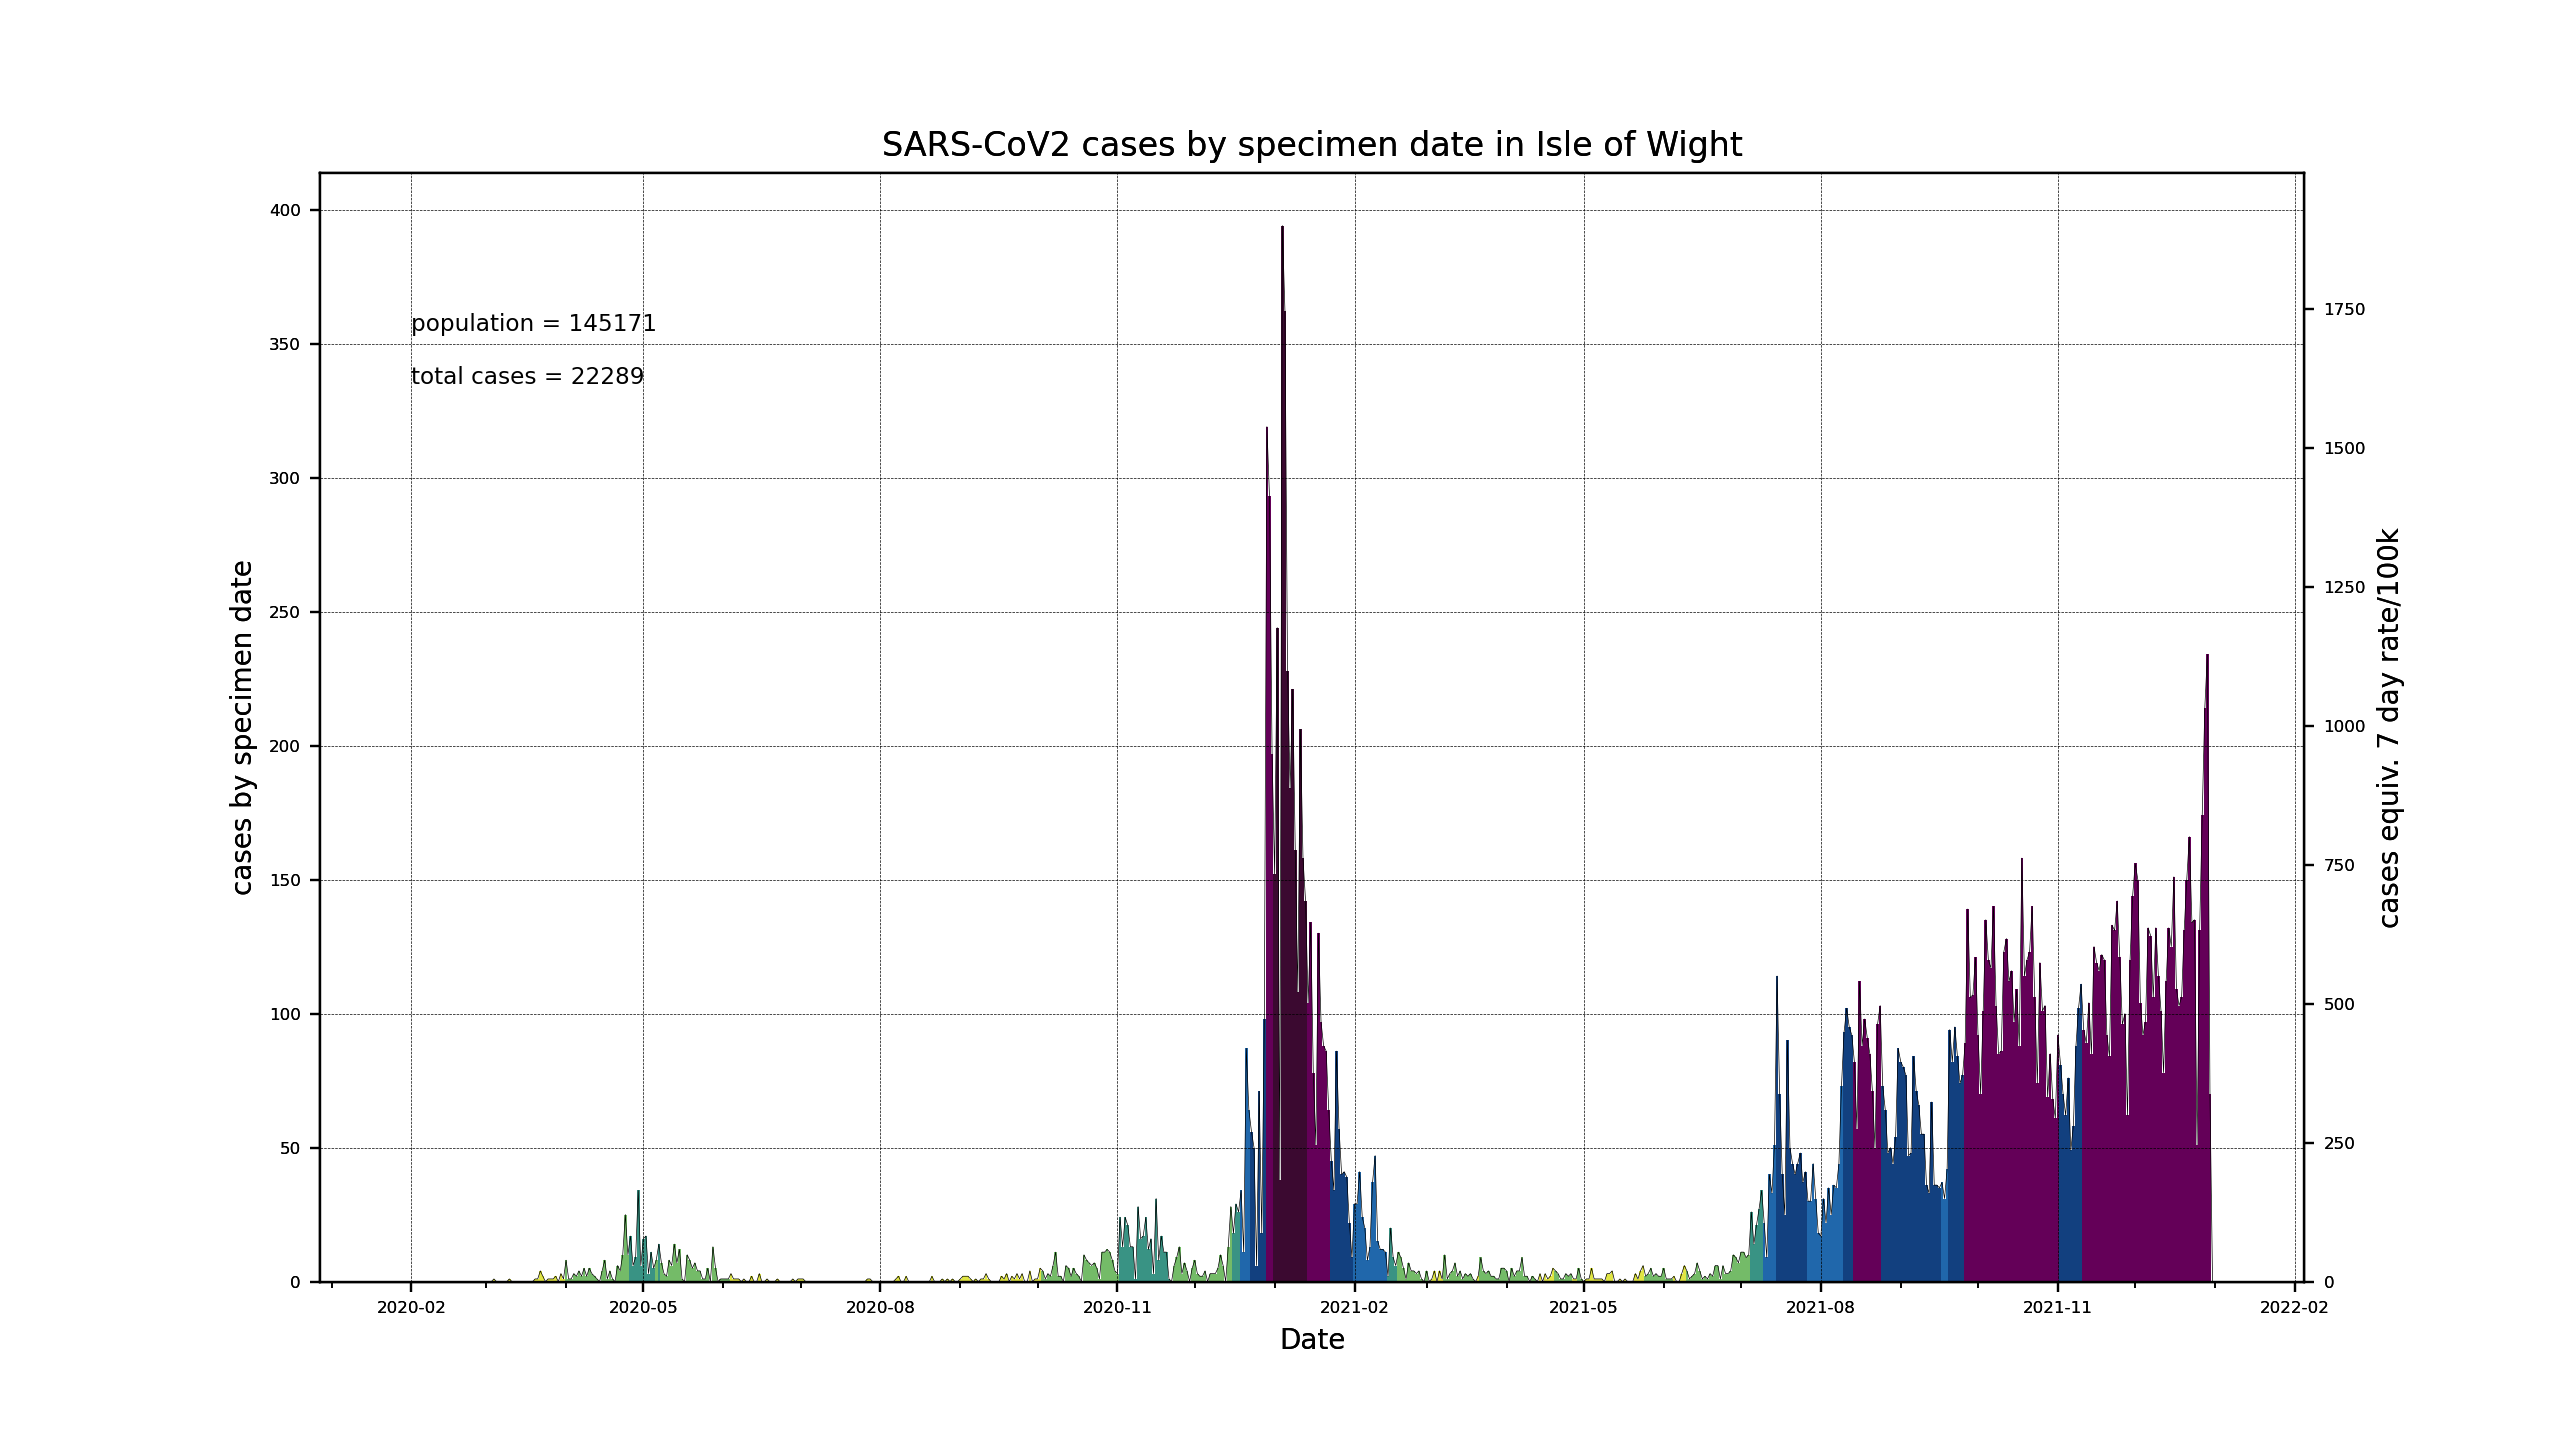 SARS-CoV2 cases by specimen date in Isle of Wight
population = 145171
total cases = 22289
cases by specimen date
400
350
300
250
200
150
100
50
0
1750
1500
1250
1000
750
500
250
0
cases equiv. 7 day rate/100k
2020-02 2020-05 2020-08 2020-11 2021-02 2021-05 2021-08 2021-11 2022-02
Date